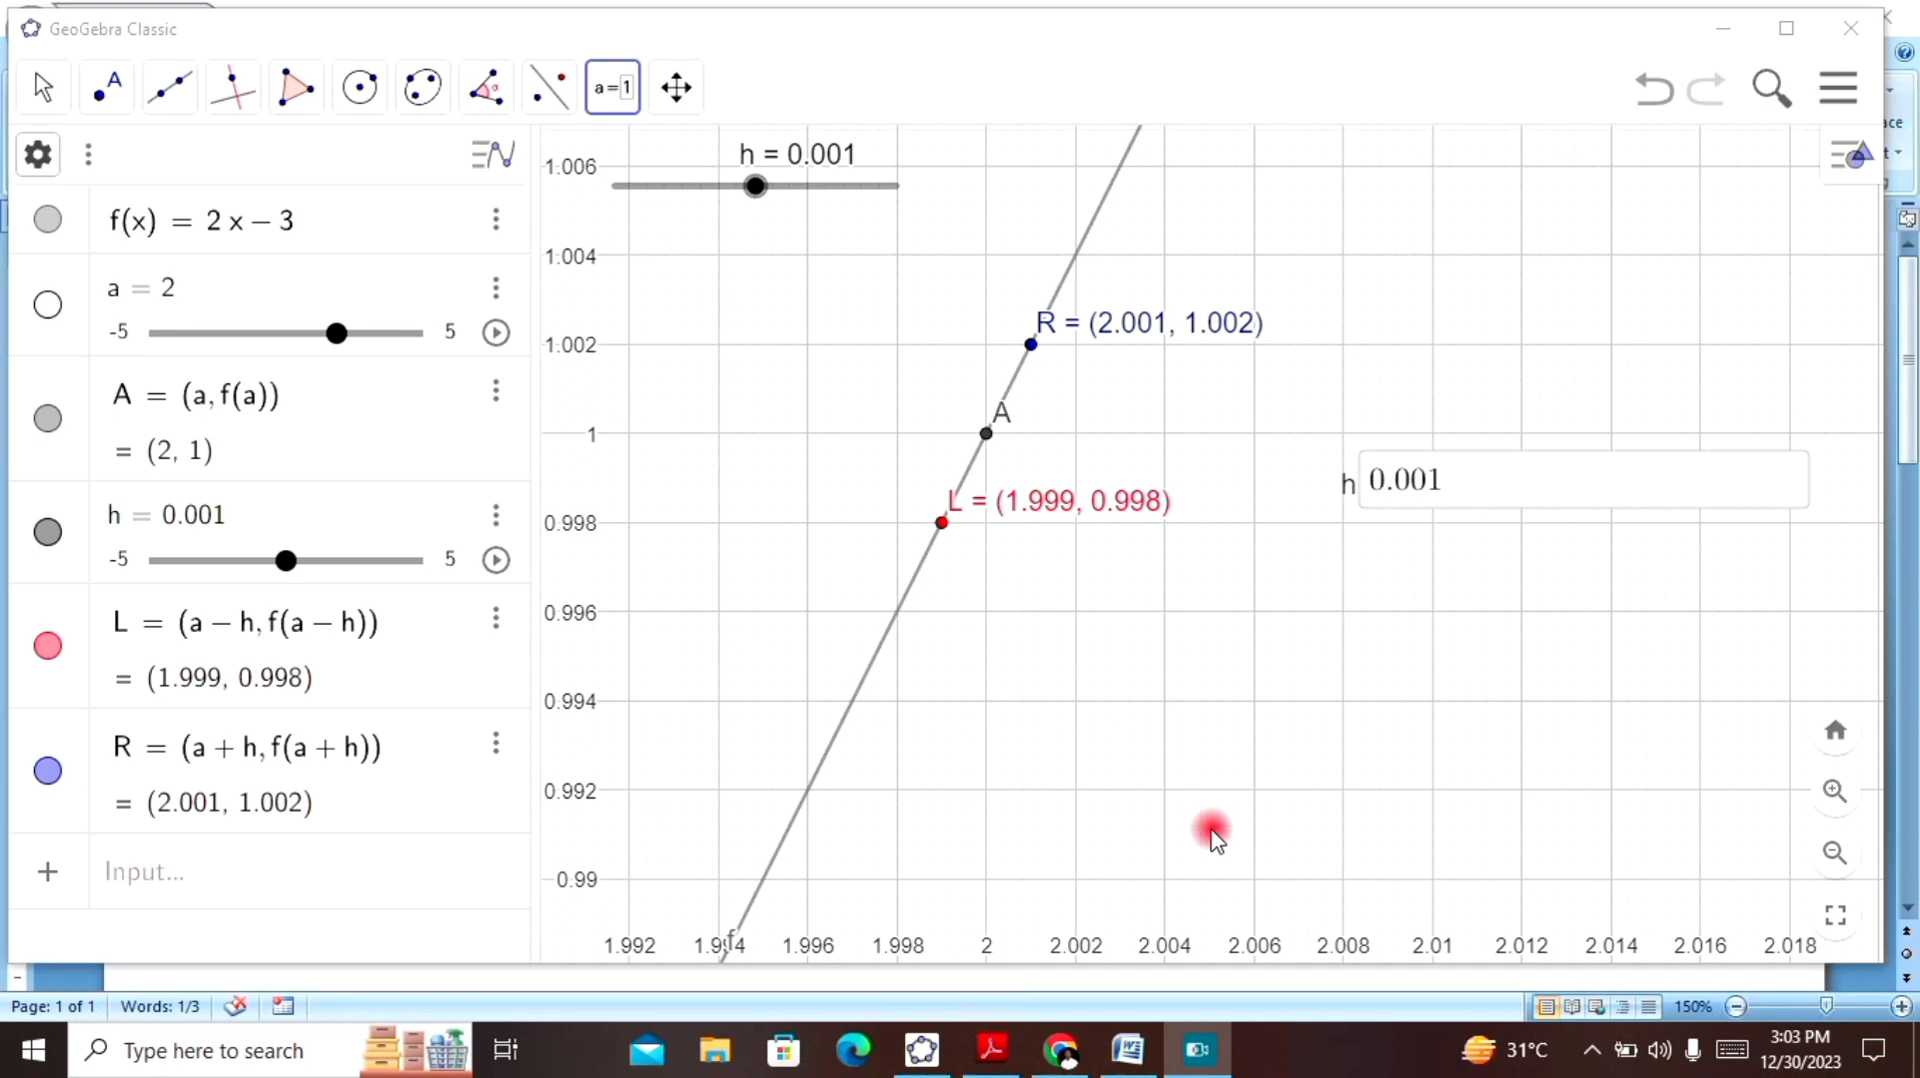 GeoGebra Classic
A
α
a=1
ace
t
f(x) = 2 x – 3
a = 2
-5
5
A = (a, f(a))
= (2, 1)
h = 0.001
-5
5
L = (a – h, f(a – h))
= (1.999, 0.998)
R = (a + h, f(a + h))
= (2.001, 1.002)
+ Input...
h = 0.001
1.006
1.004
1.002
1
0.998
0.996
0.994
0.992
0.99
R = (2.001, 1.002)
A
L = (1.999, 0.998)
h 0.001
f
1.992 1.994 1.996 1.998 2 2.002 2.004 2.006 2.008 2.01 2.012 2.014 2.016 2.018
Page: 1 of 1 Words: 1/3 150%
Type here to search 31°C 3:03 PM
12/30/2023